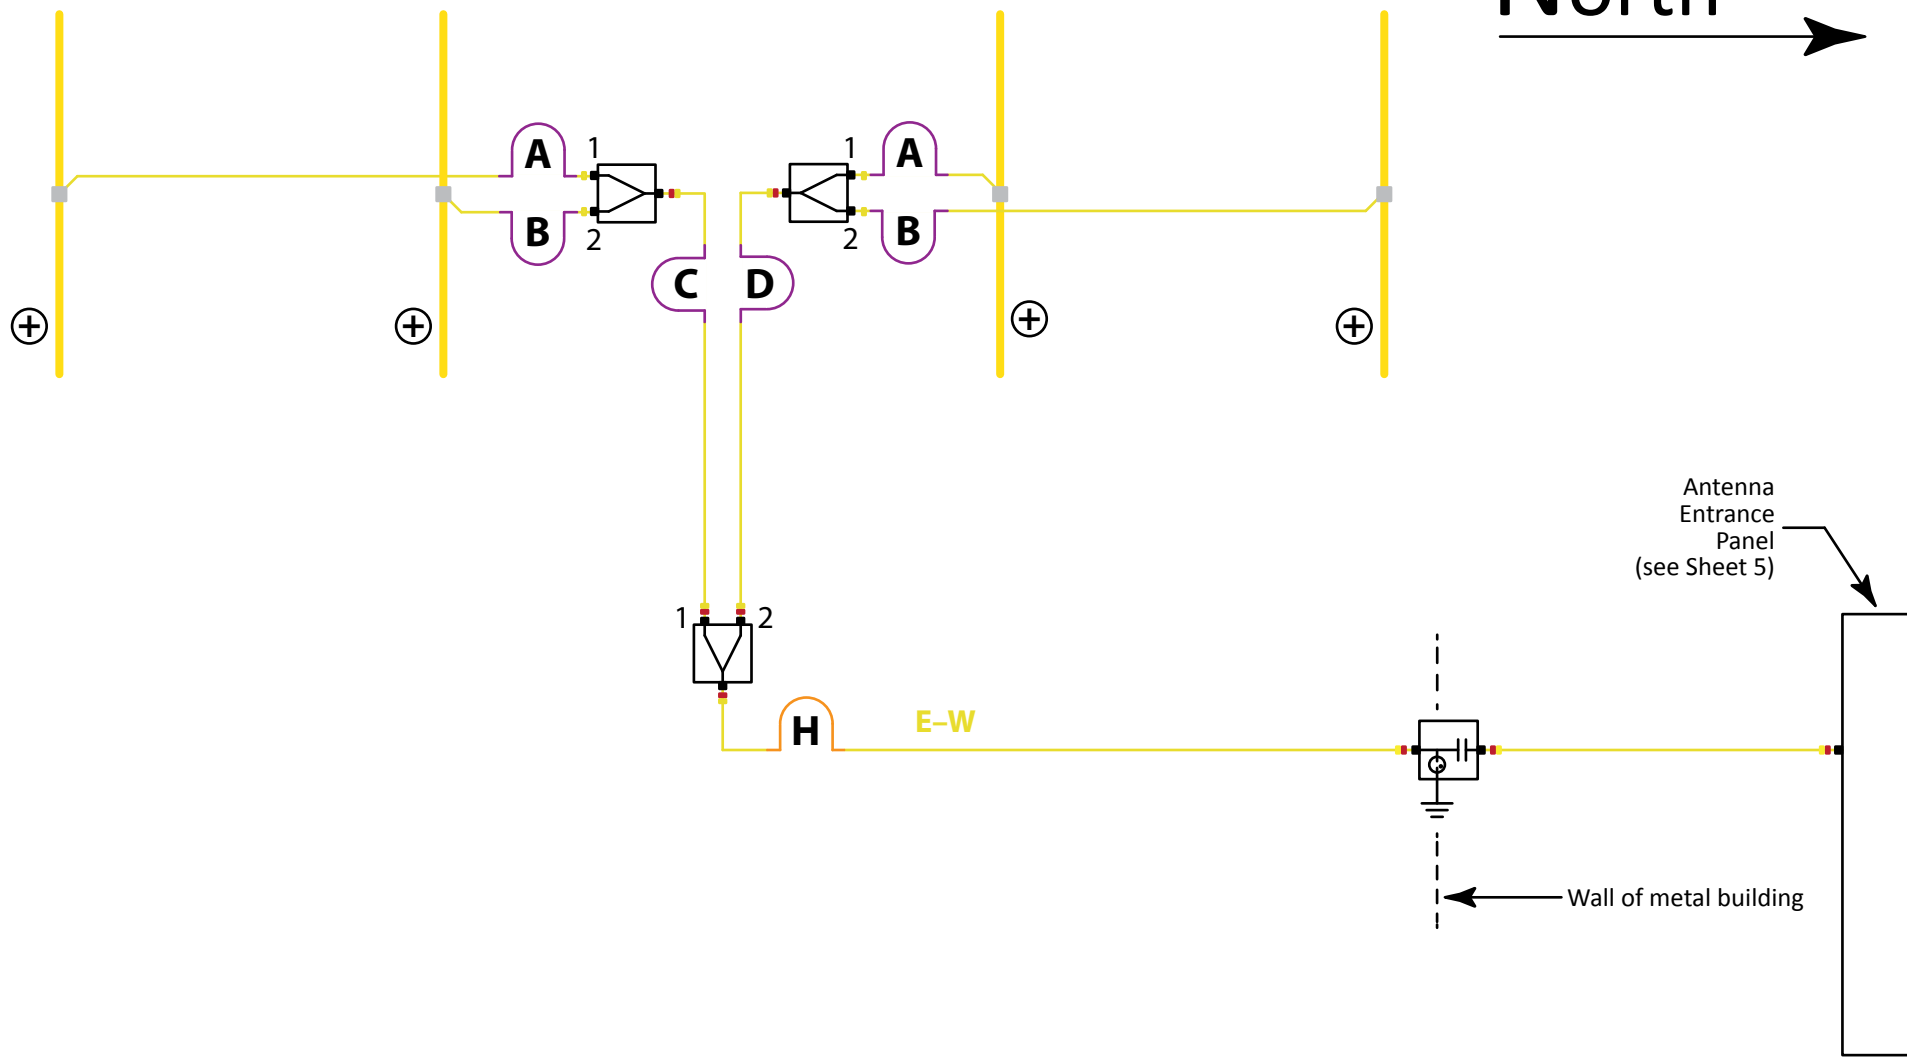 North
A
1
1
A
B
2
2
B
C
D
+
+
+
+
Antenna
Entrance
Panel
(see Sheet 5)
1
2
H
E–W
Wall of metal building